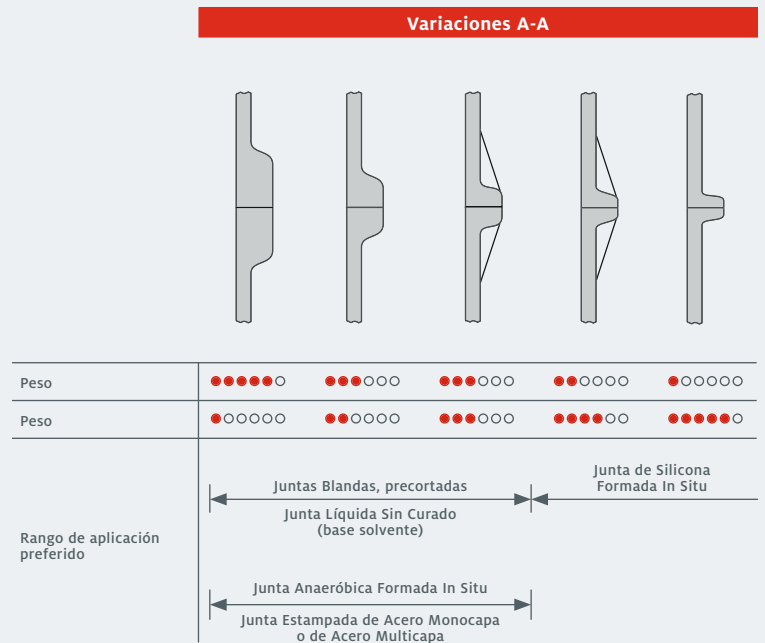 Variaciones A-A
Peso
Peso
Rango de aplicación
preferido
Juntas Blandas, precortadas
Junta Líquida Sin Curado
(base solvente)
Junta de Silicona
Formada In Situ
Junta Anaeróbica Formada In Situ
Junta Estampada de Acero Monocapa
o de Acero Multicapa